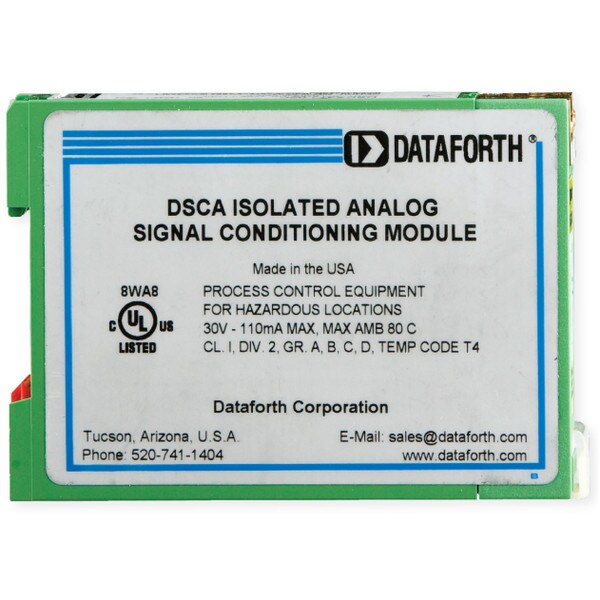 DATAFORTH®
DSCA ISOLATED ANALOG
SIGNAL CONDITIONING MODULE
Made in the USA
8WA8
C UL US
LISTED
PROCESS CONTROL EQUIPMENT
FOR HAZARDOUS LOCATIONS
30V - 110mA MAX, MAX AMB 80 C
CL. I, DIV. 2, GR. A, B, C, D, TEMP CODE T4
Dataforth Corporation
Tucson, Arizona, U.S.A.
Phone: 520-741-1404
E-Mail: sales@dataforth.com
www.dataforth.com